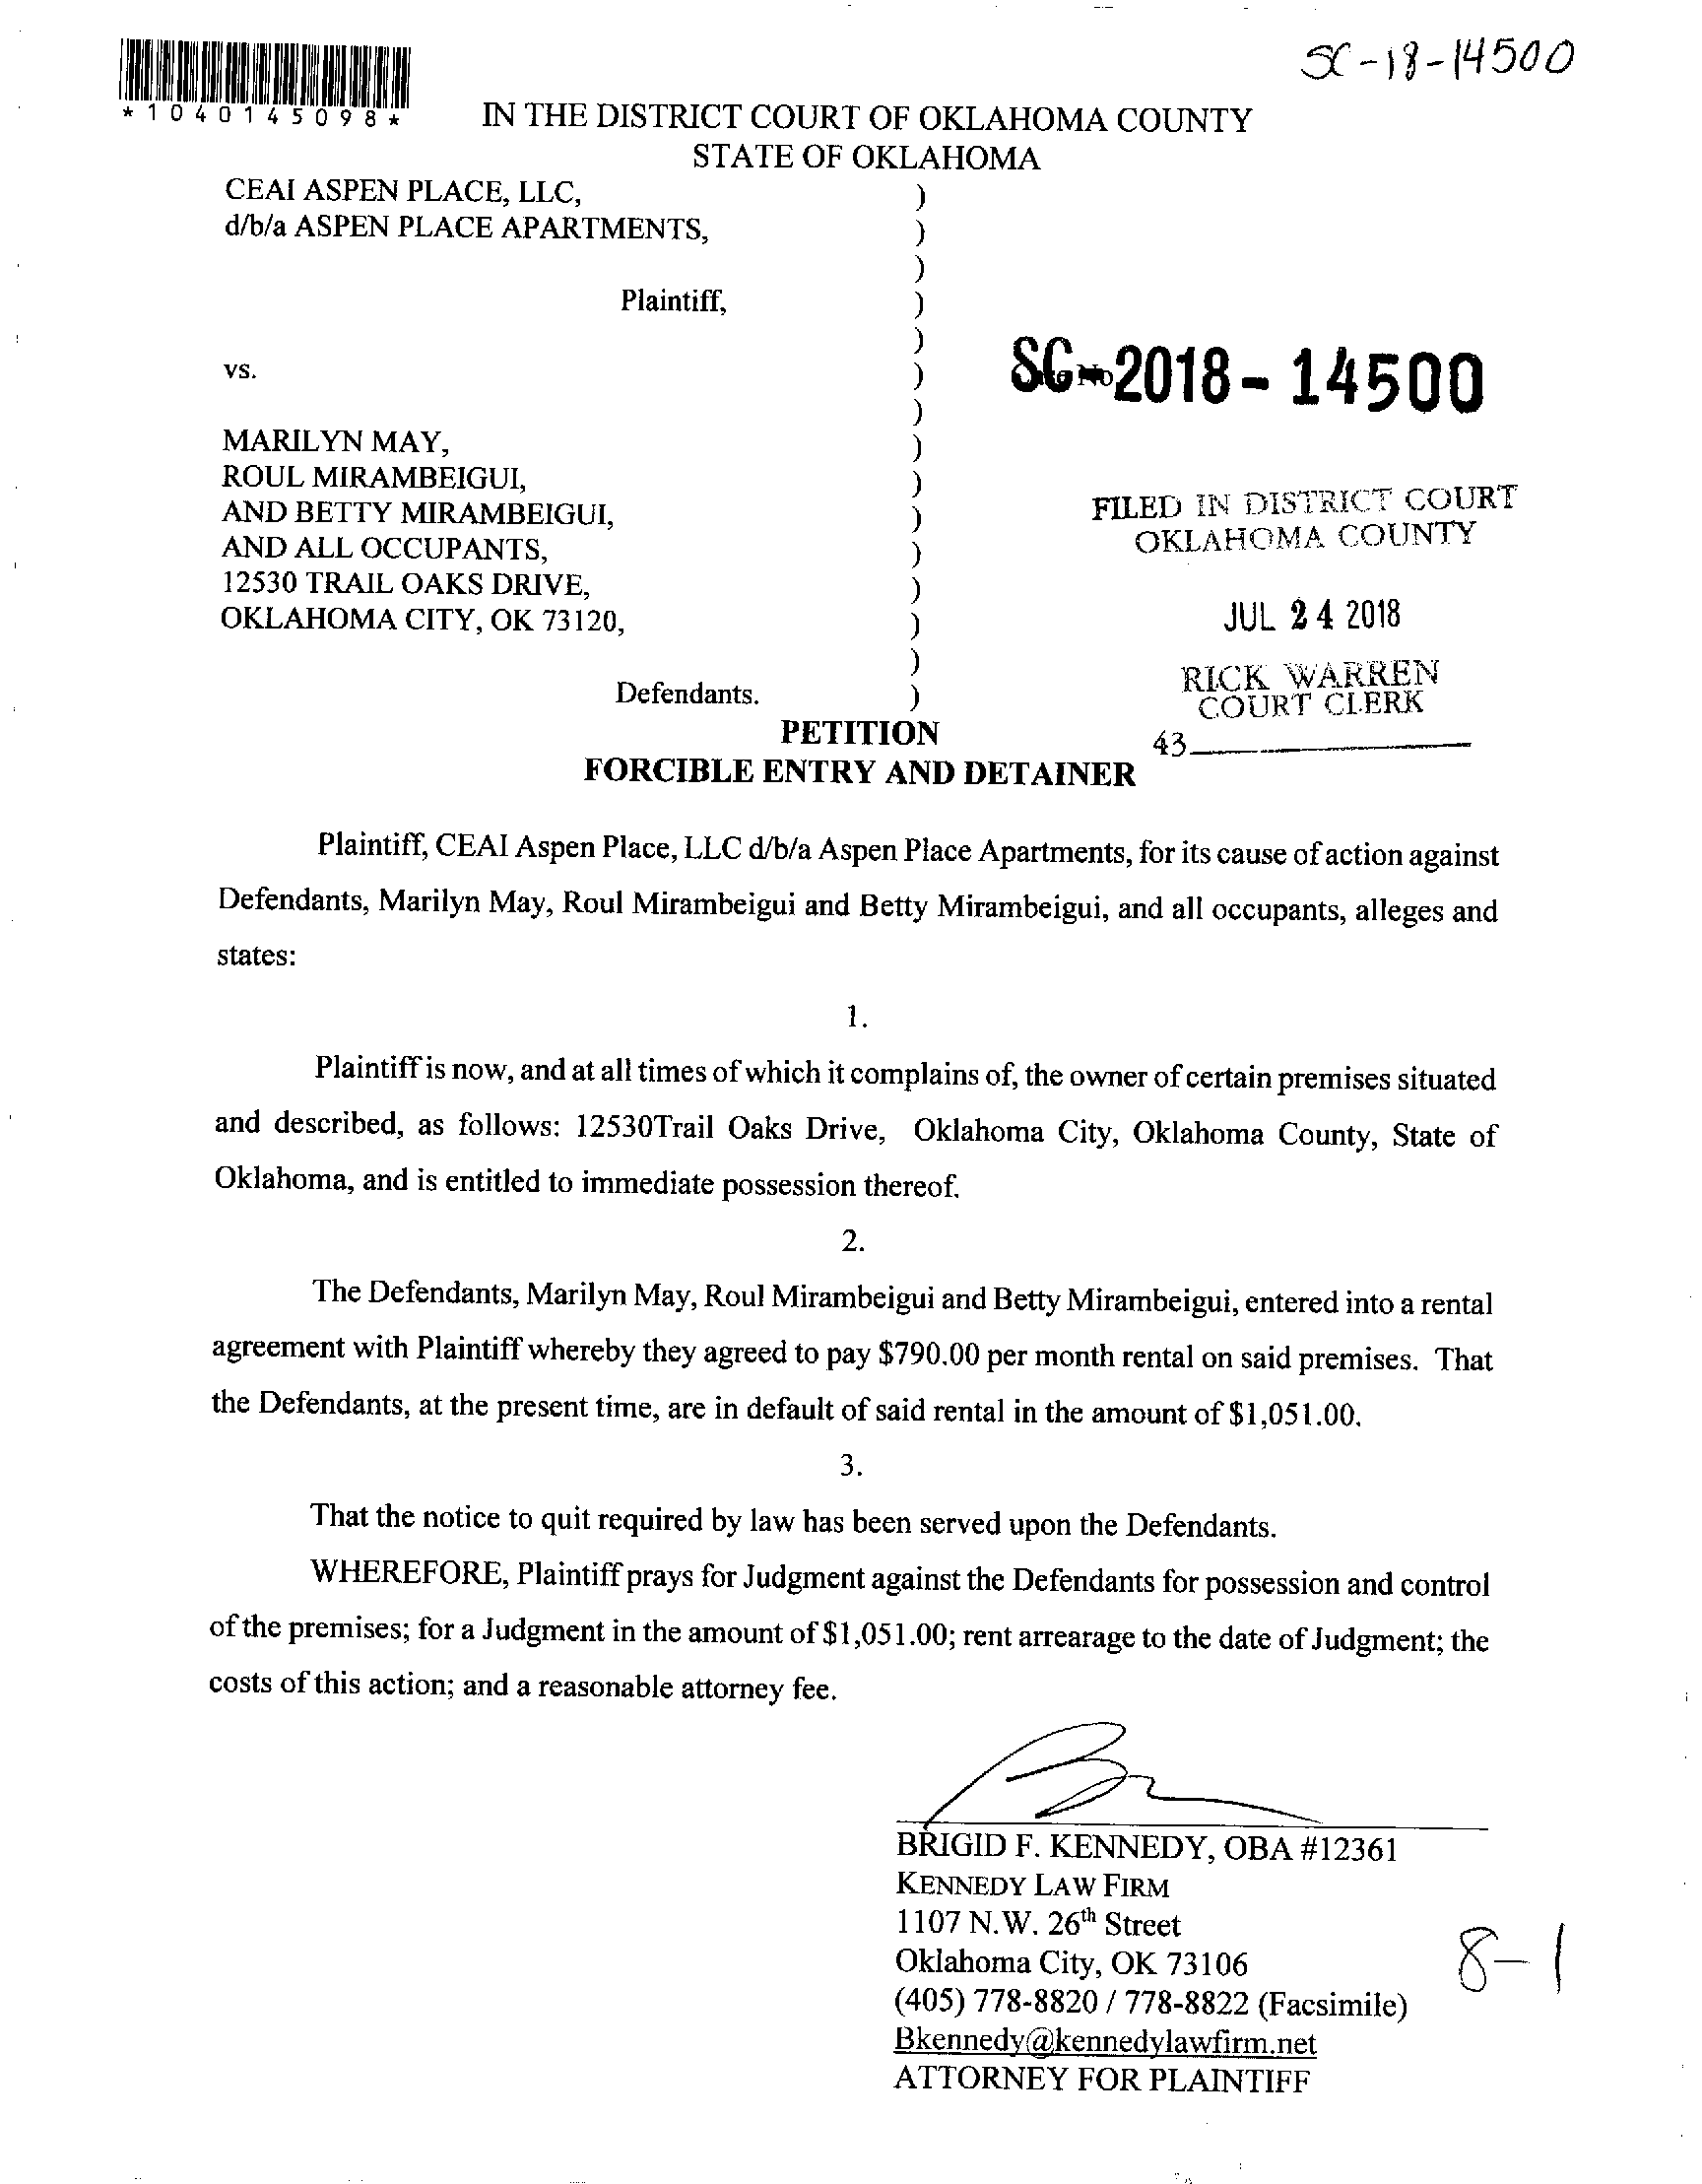 SC-18-14500
*1040145098*
IN THE DISTRICT COURT OF OKLAHOMA COUNTY
STATE OF OKLAHOMA
CEAI ASPEN PLACE, LLC, )
d/b/a ASPEN PLACE APARTMENTS, )
)
Plaintiff, )
)
vs. )
)
MARILYN MAY, )
ROUL MIRAMBEIGUI, )
AND BETTY MIRAMBEIGUI, )
AND ALL OCCUPANTS, )
12530 TRAIL OAKS DRIVE, )
OKLAHOMA CITY, OK 73120, )
)
Defendants. )
SC-2018-14500
FILED IN DISTRICT COURT
OKLAHOMA COUNTY
JUL 24 2018
RICK WARREN
COURT CLERK
43
PETITION
FORCIBLE ENTRY AND DETAINER
Plaintiff, CEAI Aspen Place, LLC d/b/a Aspen Place Apartments, for its cause of action against
Defendants, Marilyn May, Roul Mirambeigui and Betty Mirambeigui, and all occupants, alleges and
states:
1.
Plaintiff is now, and at all times of which it complains of, the owner of certain premises situated
and described, as follows: 12530Trail Oaks Drive, Oklahoma City, Oklahoma County, State of
Oklahoma, and is entitled to immediate possession thereof.
2.
The Defendants, Marilyn May, Roul Mirambeigui and Betty Mirambeigui, entered into a rental
agreement with Plaintiff whereby they agreed to pay $790.00 per month rental on said premises. That
the Defendants, at the present time, are in default of said rental in the amount of $1,051.00.
3.
That the notice to quit required by law has been served upon the Defendants.
WHEREFORE, Plaintiff prays for Judgment against the Defendants for possession and control
of the premises; for a Judgment in the amount of $1,051.00; rent arrearage to the date of Judgment; the
costs of this action; and a reasonable attorney fee.
BRIGID F. KENNEDY, OBA #12361
KENNEDY LAW FIRM
1107 N.W. 26th Street
Oklahoma City, OK 73106
(405) 778-8820 / 778-8822 (Facsimile)
Bkennedy@kennedylawfirm.net
ATTORNEY FOR PLAINTIFF
8-1